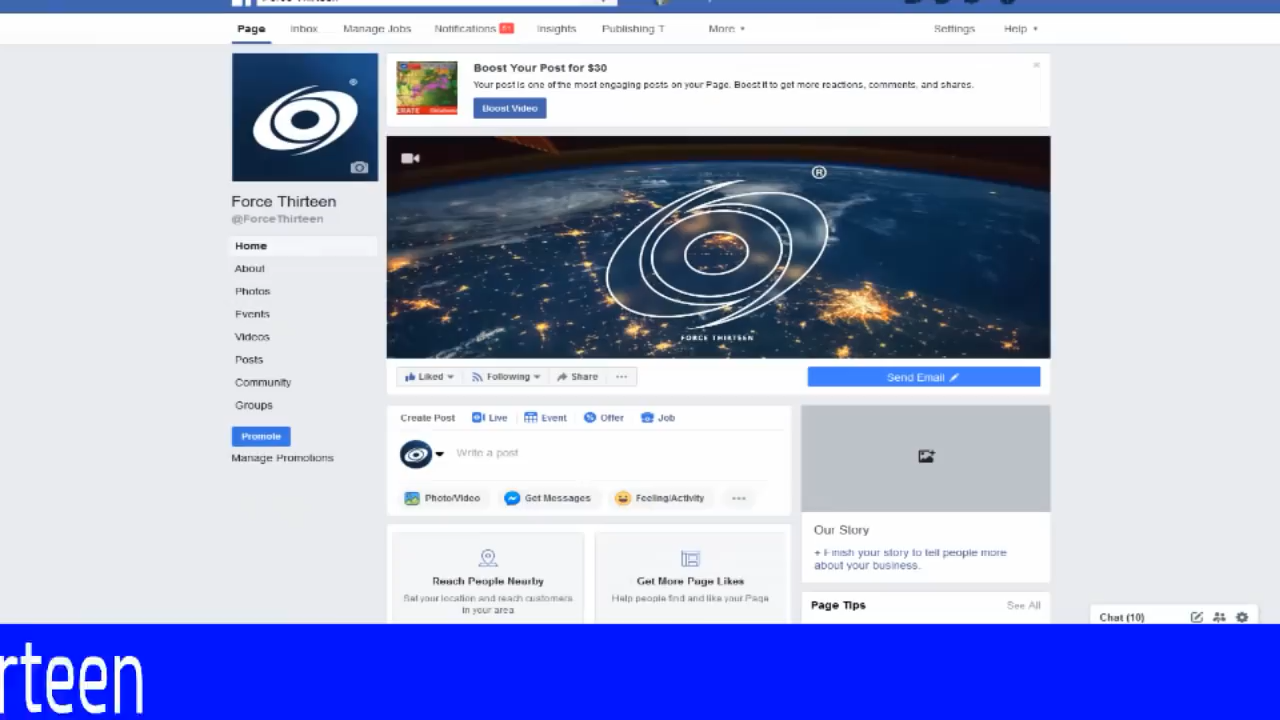 Page Inbox Manage Jobs Notifications Insights Publishing T More Settings Help
Boost Your Post for $30
Your post is one of the most engaging posts on your Page. Boost it to get more reactions, comments, and shares.
Boost Video
®
®
FORCE THIRTEEN
Force Thirteen
@ForceThirteen
Home
About
Photos
Events
Videos
Posts
Community
Groups
Promote
Manage Promotions
Liked Following Share ...
Send Email
Create Post Live Event Offer Job
Write a post
Photo/Video Get Messages Feeling/Activity ...
Our Story
+ Finish your story to tell people more
about your business.
Reach People Nearby
Set your location and reach customers
in your area
Get More Page Likes
Help people find and like your Page
Page Tips See All
Chat (10)
rteen